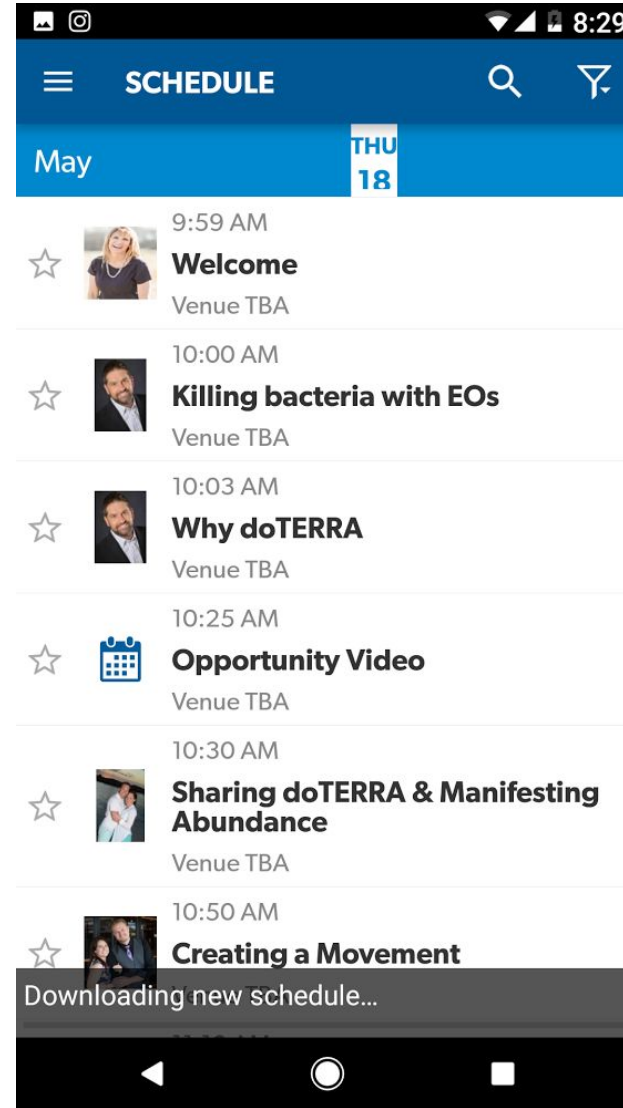 8:29
SCHEDULE
May
THU
18
9:59 AM
Welcome
Venue TBA
10:00 AM
Killing bacteria with EOs
Venue TBA
10:03 AM
Why doTERRA
Venue TBA
10:25 AM
Opportunity Video
Venue TBA
10:30 AM
Sharing doTERRA & Manifesting
Abundance
Venue TBA
10:50 AM
Creating a Movement
Venue TBA
Downloading new schedule...